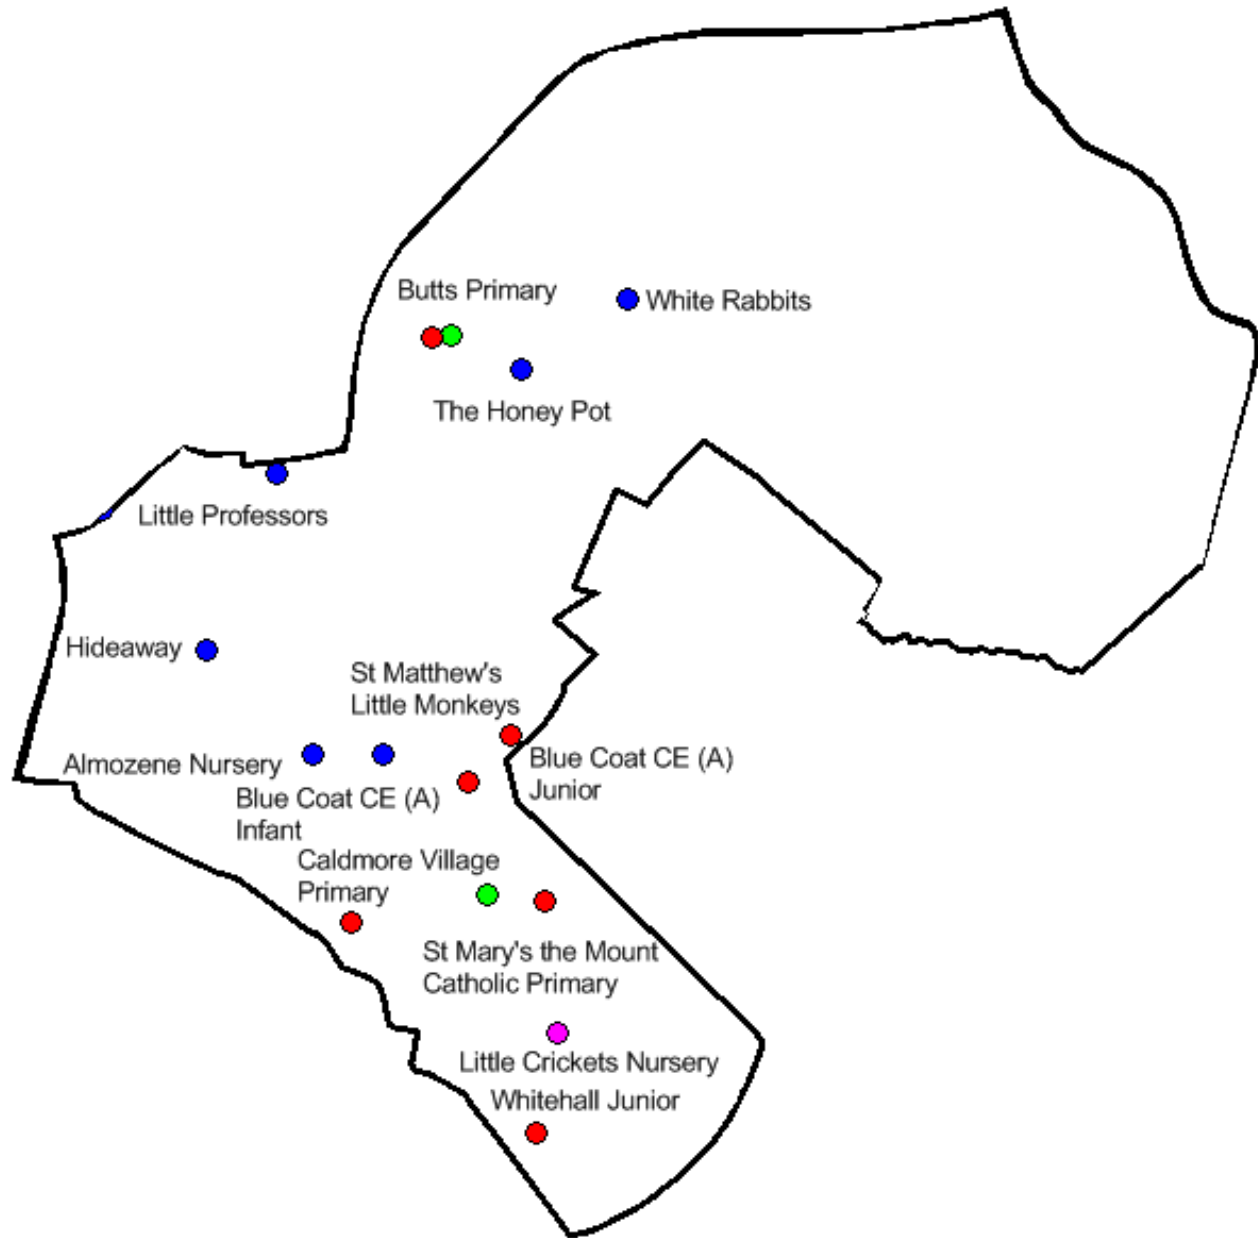 Butts Primary
White Rabbits
The Honey Pot
Little Professors
Hideaway
St Matthew's
Little Monkeys
Almozene Nursery
Blue Coat CE (A)
Junior
Blue Coat CE (A)
Infant
Caldmore Village
Primary
St Mary's the Mount
Catholic Primary
Little Crickets Nursery
Whitehall Junior